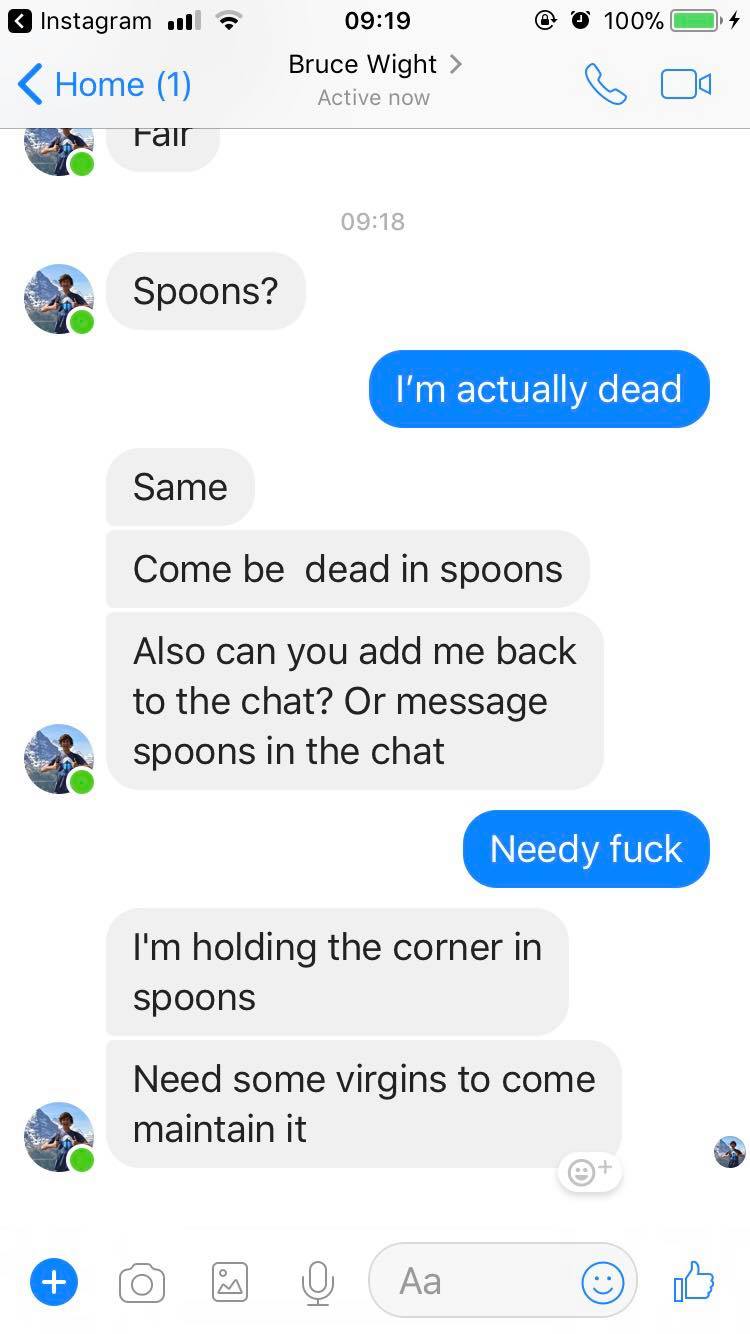 Instagram 09:19 100%
Home (1) Bruce Wight
Active now
Fair
09:18
Spoons?
I’m actually dead
Same
Come be  dead in spoons
Also can you add me back
to the chat? Or message
spoons in the chat
Needy fuck
I'm holding the corner in
spoons
Need some virgins to come
maintain it
Aa